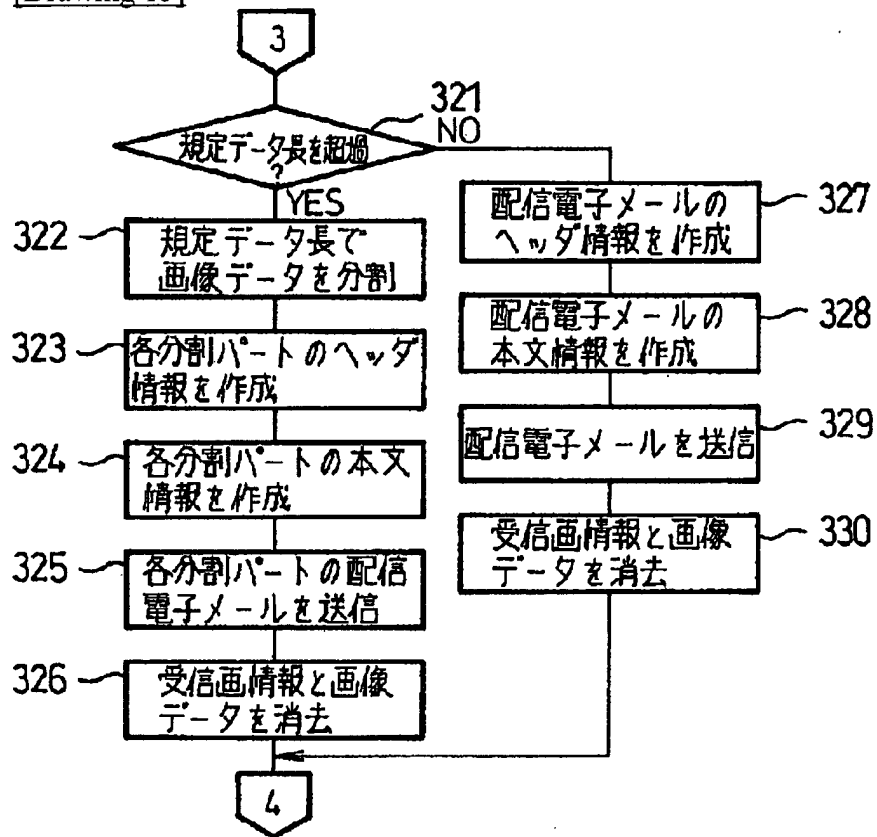 3
321
規定データ長を超過
?
NO
YES
322
規定データ長で
画像データを分割
323
各分割パートのヘッダ
情報を作成
324
各分割パートの本文
情報を作成
325
各分割パートの配信
電子メールを送信
326
受信画情報と画像
データを消去
327
配信電子メールの
ヘッダ情報を作成
328
配信電子メールの
本文情報を作成
329
配信電子メールを送信
330
受信画情報と画像
データを消去
4